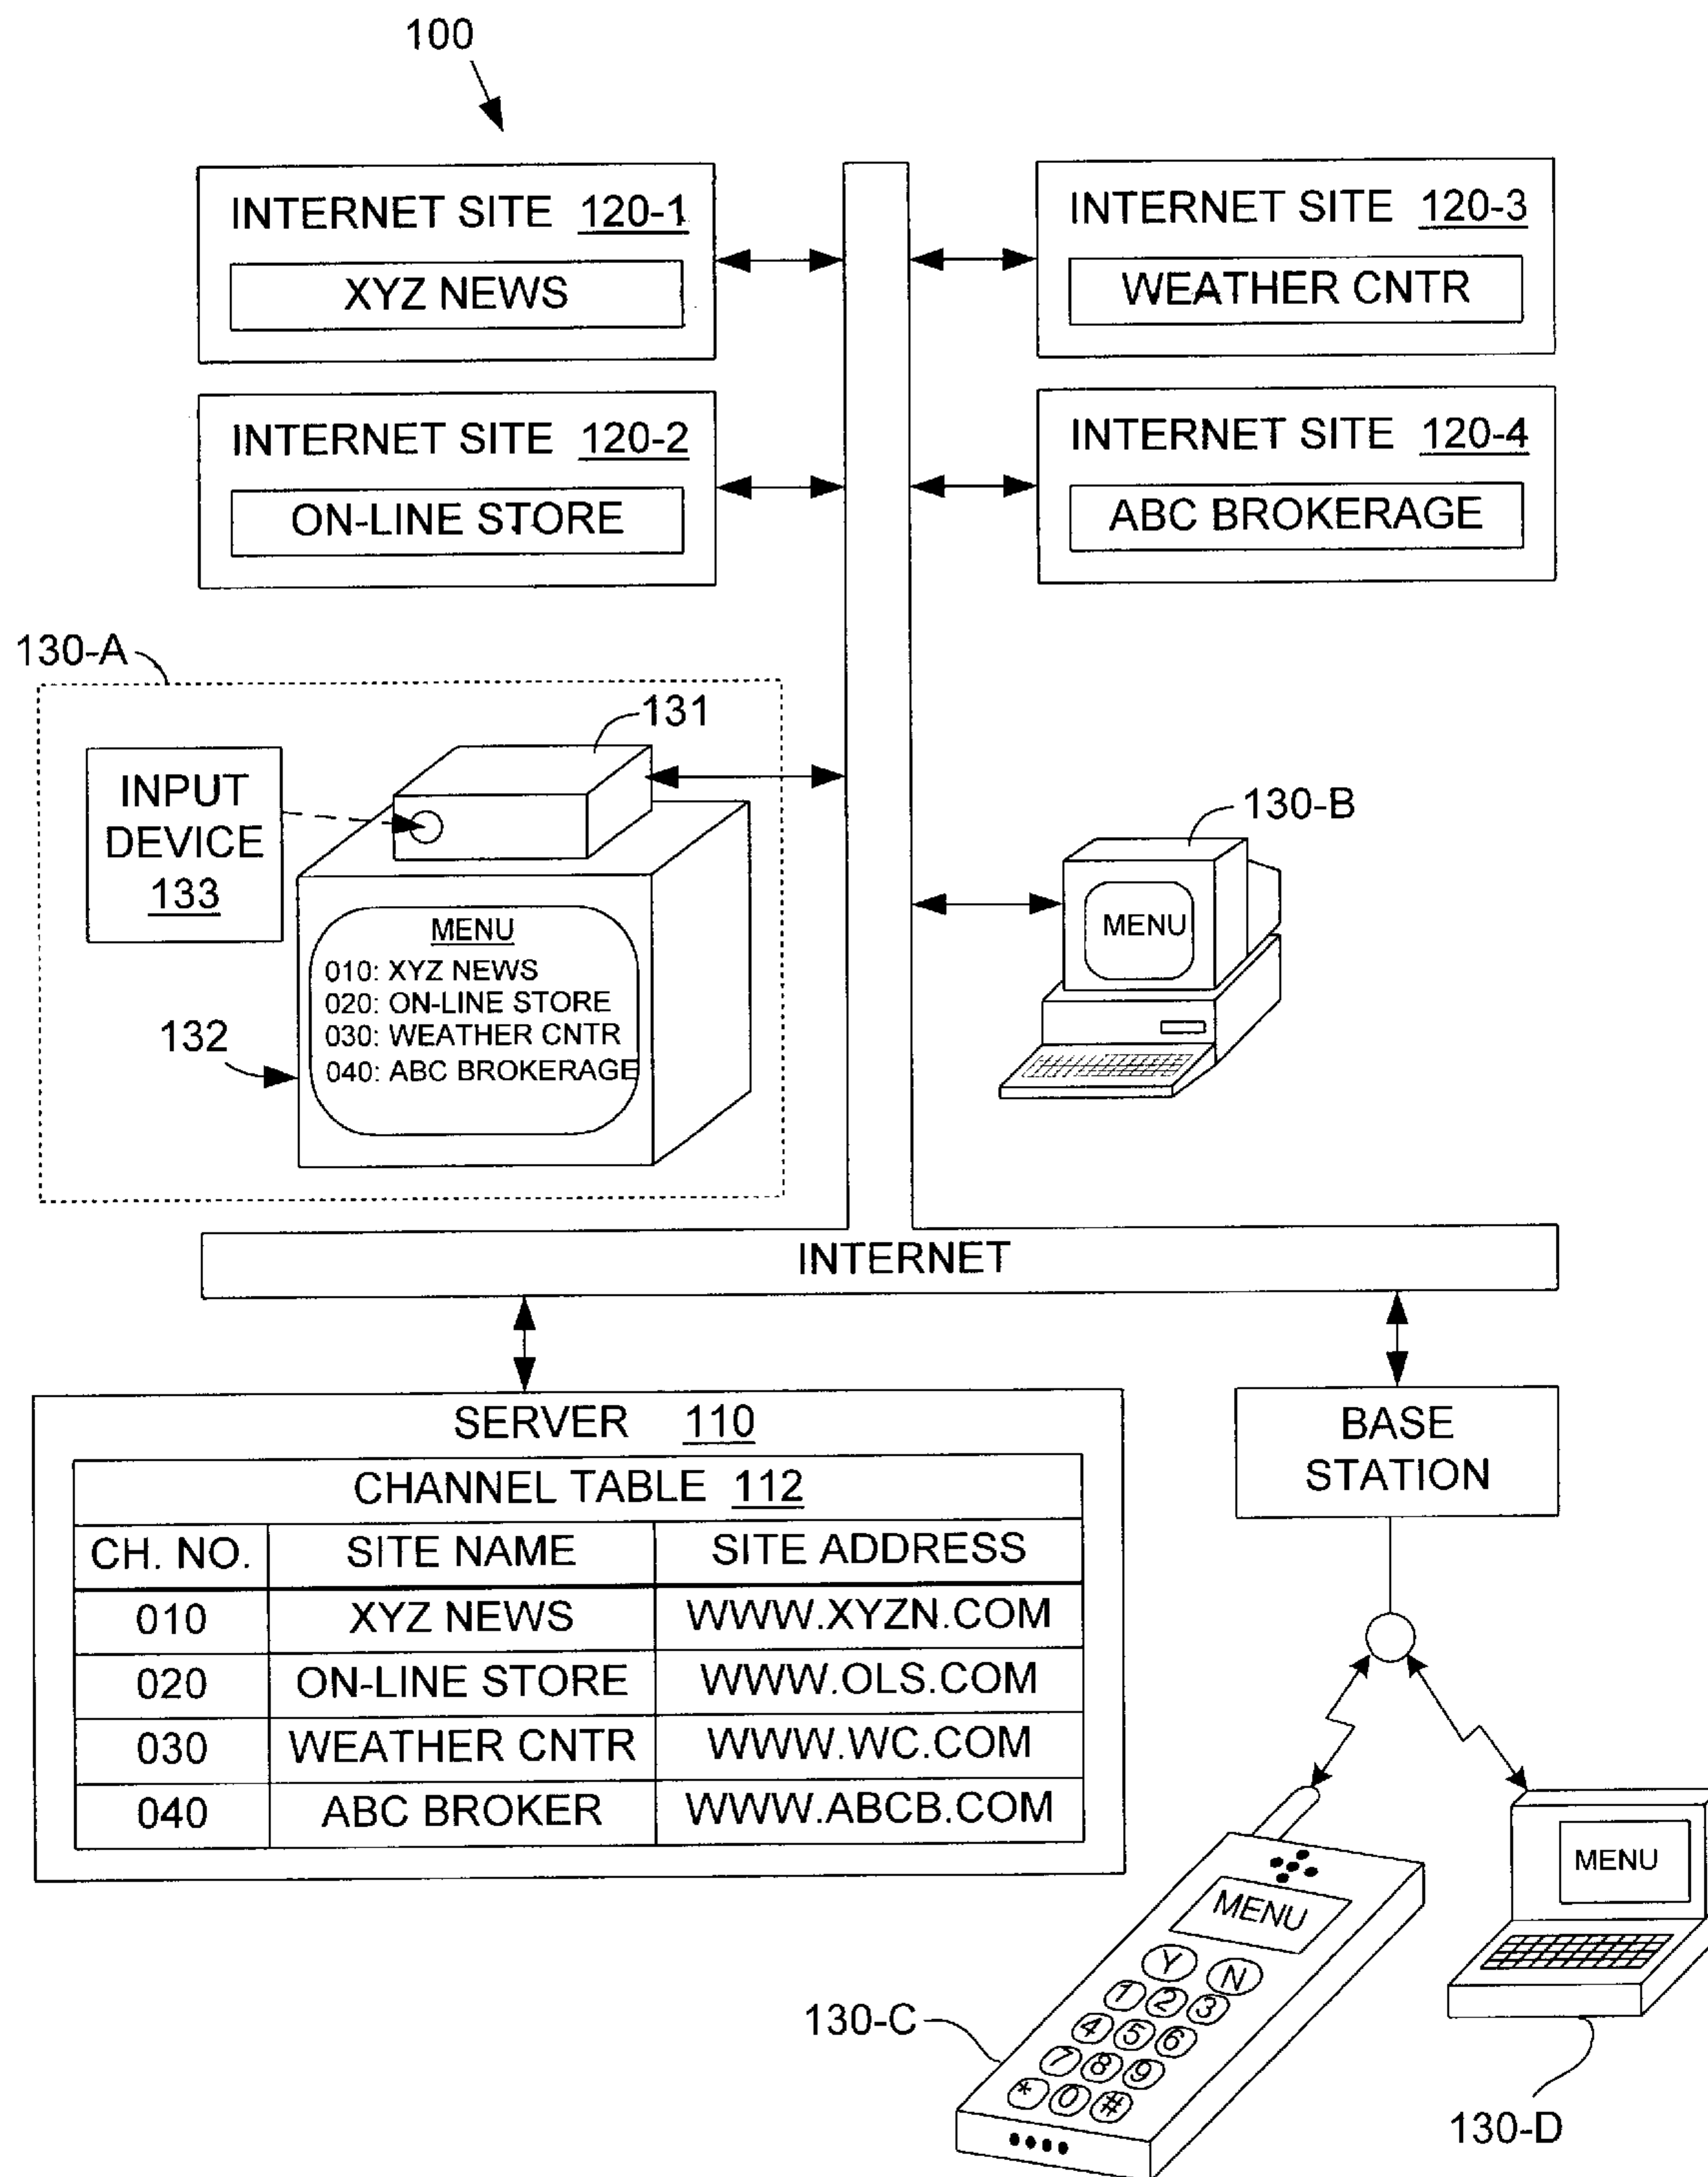 100
INTERNET SITE 120-1
XYZ NEWS
INTERNET SITE 120-3
WEATHER CNTR
INTERNET SITE 120-2
ON-LINE STORE
INTERNET SITE 120-4
ABC BROKERAGE
130-A
131
INPUT
DEVICE
133
MENU
010: XYZ NEWS
020: ON-LINE STORE
030: WEATHER CNTR
040: ABC BROKERAGE
132
130-B
MENU
INTERNET
SERVER 110
CHANNEL TABLE 112
CH. NO. SITE NAME SITE ADDRESS
010 XYZ NEWS WWW.XYZN.COM
020 ON-LINE STORE WWW.OLS.COM
030 WEATHER CNTR WWW.WC.COM
040 ABC BROKER WWW.ABCB.COM
BASE
STATION
MENU
Y N
1 2 3
4 5 6
7 8 9
* 0 #
130-C
MENU
130-D